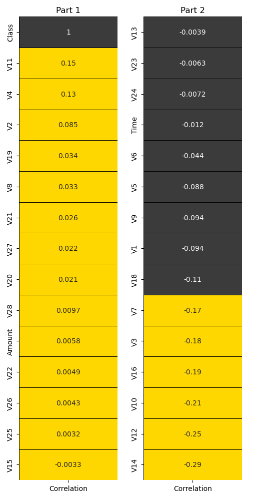 Part 1
Class 1
V11 0.15
V4 0.13
V2 0.085
V19 0.034
V8 0.033
V21 0.026
V27 0.022
V20 0.021
V28 0.0097
Amount 0.0058
V22 0.0049
V26 0.0043
V25 0.0032
V15 -0.0033
Correlation
Part 2
V13 -0.0039
V23 -0.0063
V24 -0.0072
Time -0.012
V6 -0.044
V5 -0.088
V9 -0.094
V1 -0.094
V18 -0.11
V7 -0.17
V3 -0.18
V16 -0.19
V10 -0.21
V12 -0.25
V14 -0.29
Correlation